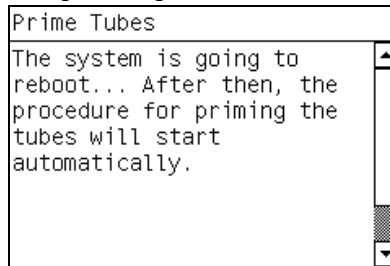 Prime Tubes
The system is going to
reboot... After then, the
procedure for priming the
tubes will start
automatically.